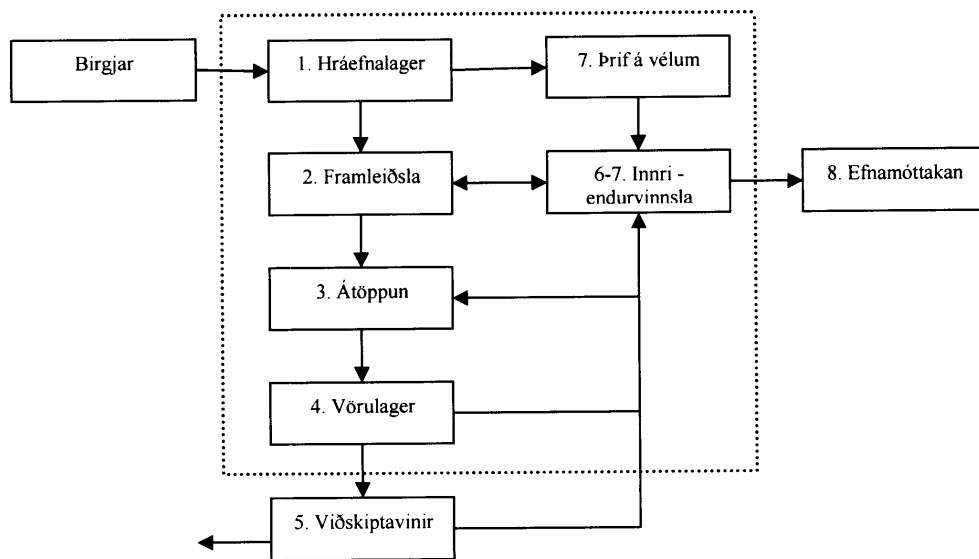 Birgjar
1. Hráefnalager
7. Þrif á vélum
2. Framleiðsla
6-7. Innri -
endurvinnsla
8. Efnamóttakan
3. Átöppun
4. Vörulager
5. Viðskiptavinir